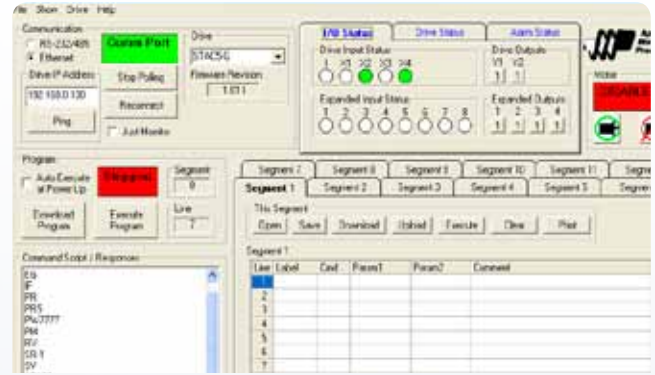 Show Drive Help
Communication
RS-232/485
Ethernet
Drive IP Address
192.168.0.130
Ping
Comm Port
Stop Polling
Reconnect
Just Monitor
Drive
STAC5G
Firmware Revision
I/O Status
Drive Status
Alarm Status
Drive Input Status
X1 X2 X3 X4
Drive Outputs
Y1 Y2
1 1
Expanded Input Status
1 2 3 4 5 6 7 8
Expanded Outputs
1 2 3 4
1 1 1 1
Motor
Program
Auto Execute
at Power Up
Stopped
Segment
0
Line
7
Download
Program
Execute
Program
Segment 7 Segment 8 Segment 9 Segment 10 Segment 11
Segment 1 Segment 2 Segment 3 Segment 4 Segment 5
This Segment
Open Save Download Upload Execute Clear Print
Segment 1
Line Label Cmd Param1 Param2 Comment
1
2
3
4
5
6
7
Command Script / Responses
EG
IF
PR
PR5
PM
RV
SV